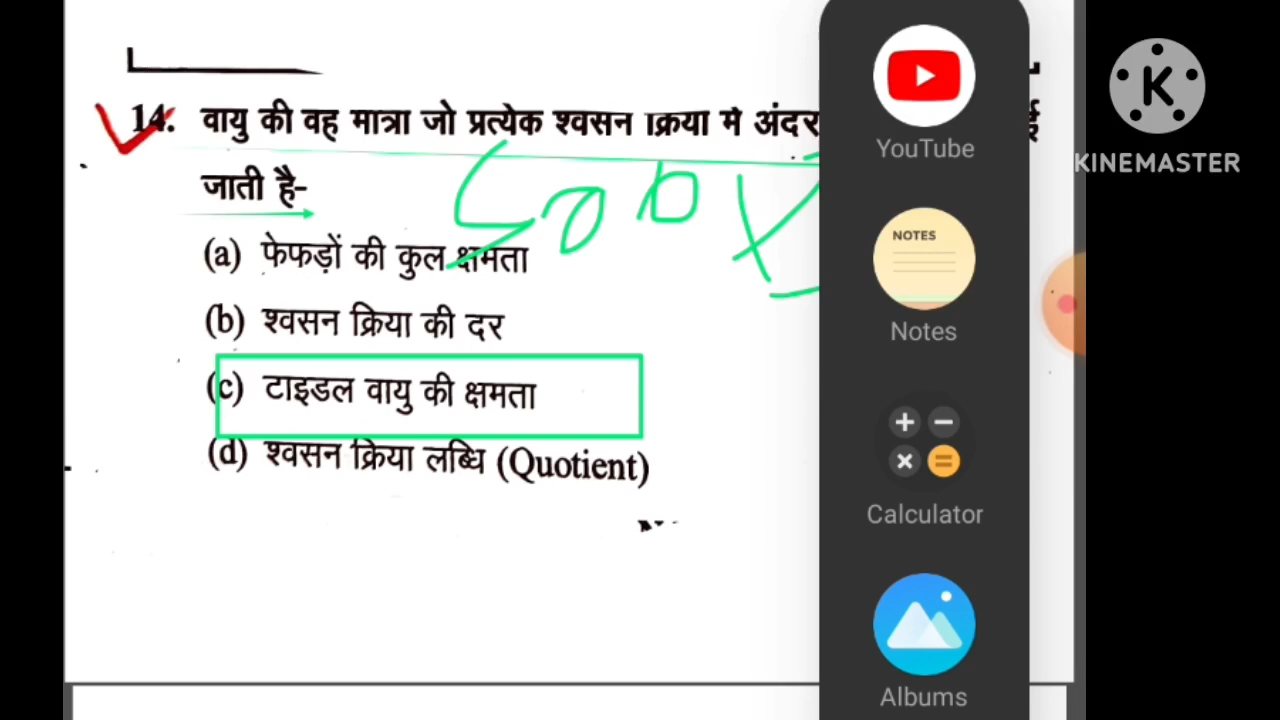 14. वायु की वह मात्रा जो प्रत्येक श्वसन क्रिया में अंदर
जाती है-
(a) फेफड़ों की कुल क्षमता
(b) श्वसन क्रिया की दर
(c) टाइडल वायु की क्षमता
(d) श्वसन क्रिया लब्धि (Quotient)
YouTube
NOTES
Notes
Calculator
Albums
K
KINEMASTER